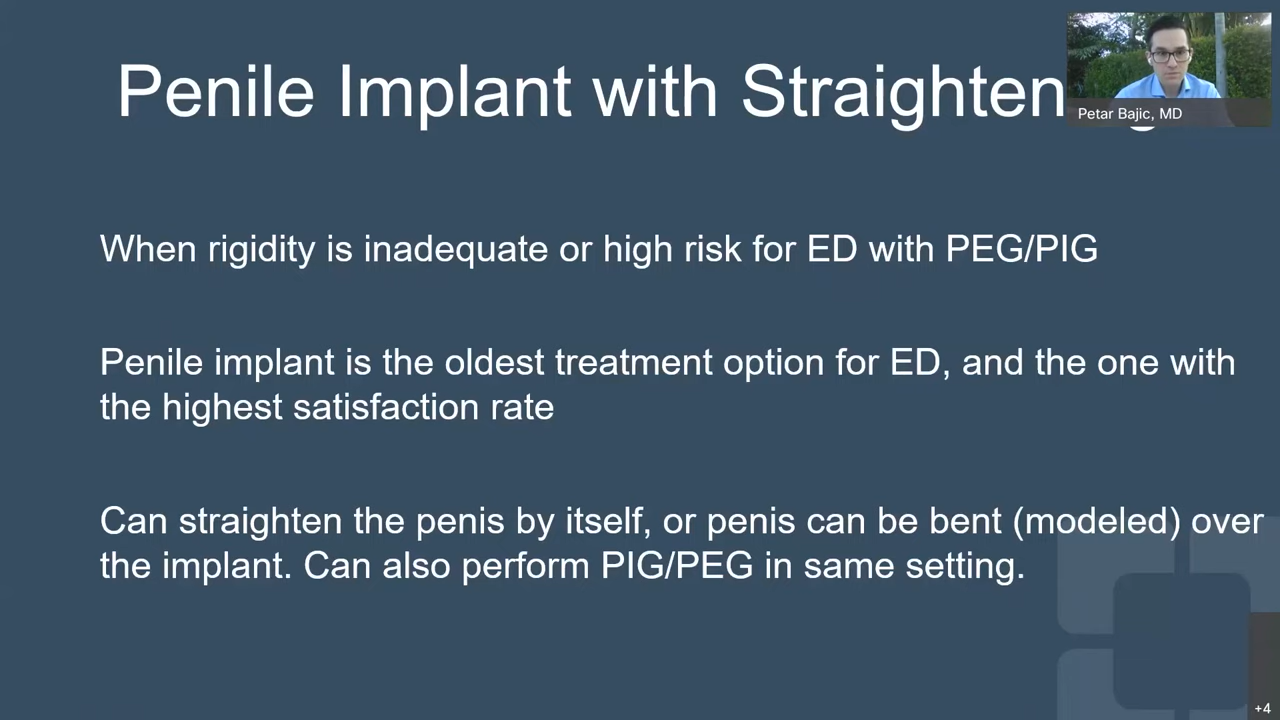 Penile Implant with Straighten
Petar Bajic, MD
When rigidity is inadequate or high risk for ED with PEG/PIG
Penile implant is the oldest treatment option for ED, and the one with
the highest satisfaction rate
Can straighten the penis by itself, or penis can be bent (modeled) over
the implant. Can also perform PIG/PEG in same setting.
+4